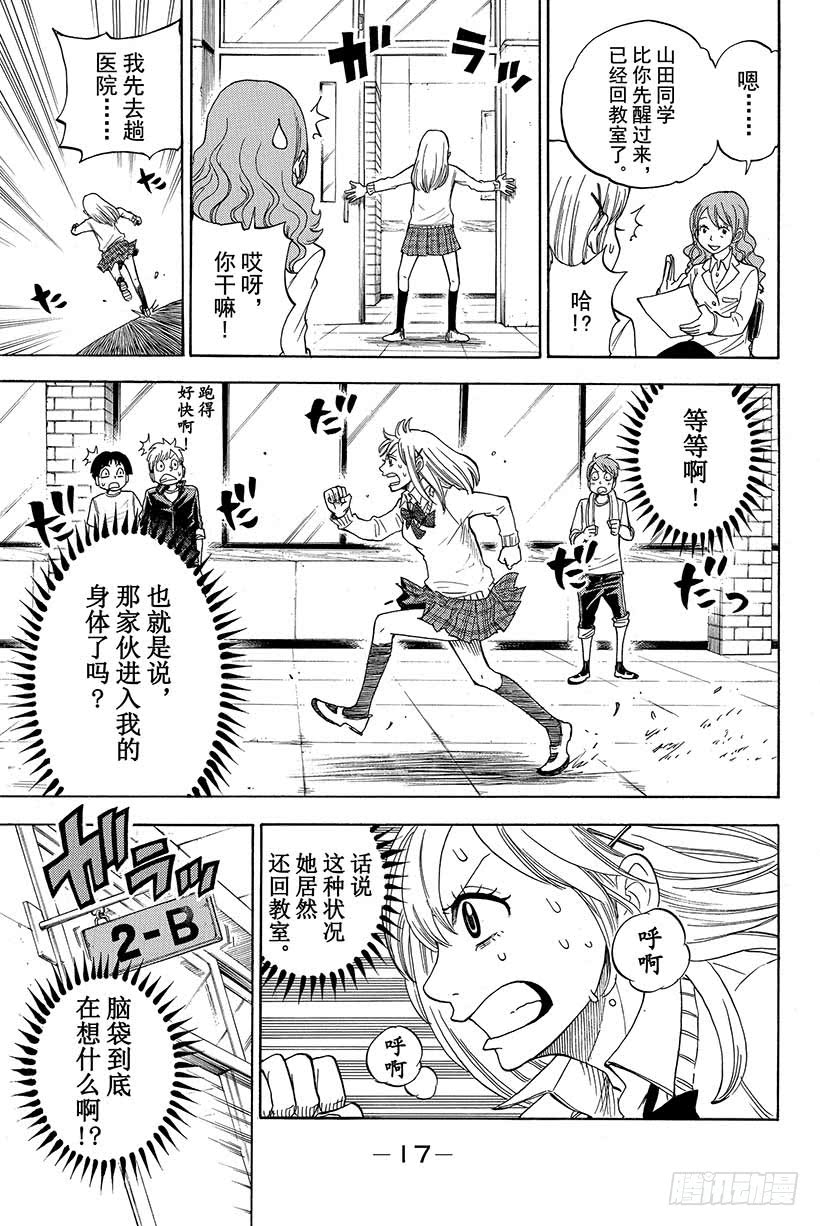 嗯……
山田同学
比你先醒过来，
已经回教室了。
哈!?
ガラッ
哎呀，
你干嘛！
我先去趟
医院……
だっ
等等啊！
だっ
だっ
だっ
跑得
好快啊！
也就是说，
那家伙进入我的
身体了吗？
话说
这种状况
她居然
还回教室。
呼啊
呼啊
ガラッ
2-B
脑袋到底
在想什么啊!?
－17－
腾讯动漫